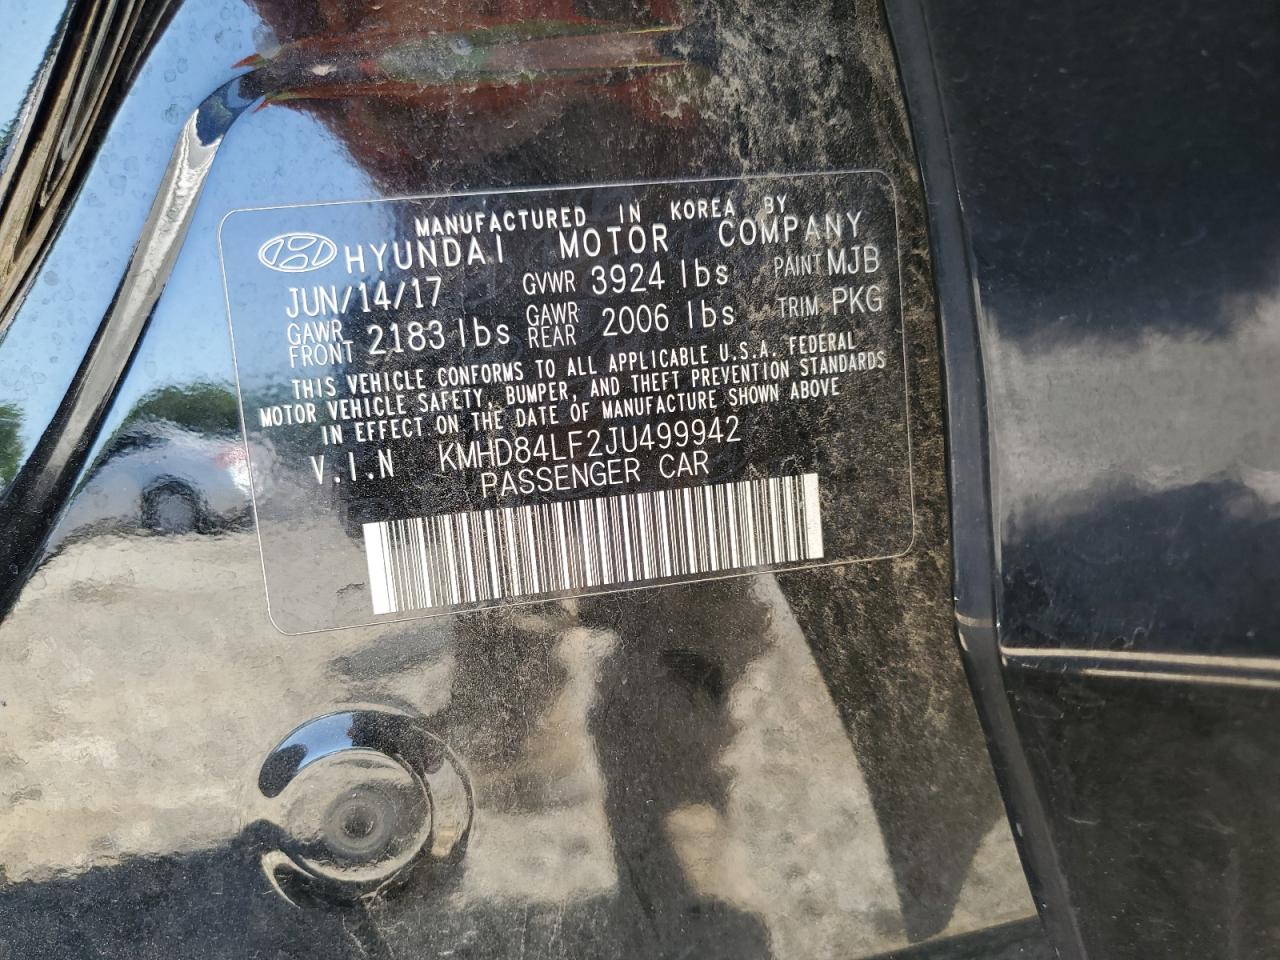 MANUFACTURED IN KOREA BY
HYUNDAI MOTOR COMPANY
JUN/14/17 GVWR 3924 lbs PAINT MJB
GAWR FRONT 2183 lbs GAWR REAR 2006 lbs TRIM PKG
THIS VEHICLE CONFORMS TO ALL APPLICABLE U.S.A. FEDERAL
MOTOR VEHICLE SAFETY, BUMPER, AND THEFT PREVENTION STANDARDS
IN EFFECT ON THE DATE OF MANUFACTURE SHOWN ABOVE
V.I.N KMHD84LF2JU499942
PASSENGER CAR